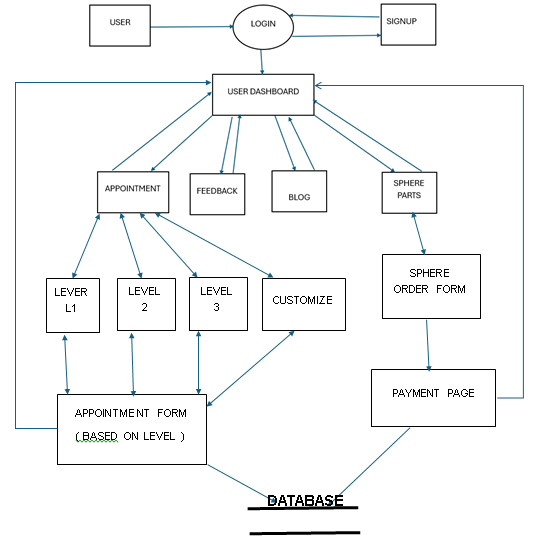 USER
LOGIN
SIGNUP
USER DASHBOARD
APPOINTMENT
FEEDBACK
BLOG
SPHERE
PARTS
LEVER
L1
LEVEL
2
LEVEL
3
CUSTOMIZE
SPHERE
ORDER FORM
APPOINTMENT FORM
( BASED ON LEVEL )
PAYMENT PAGE
DATABASE